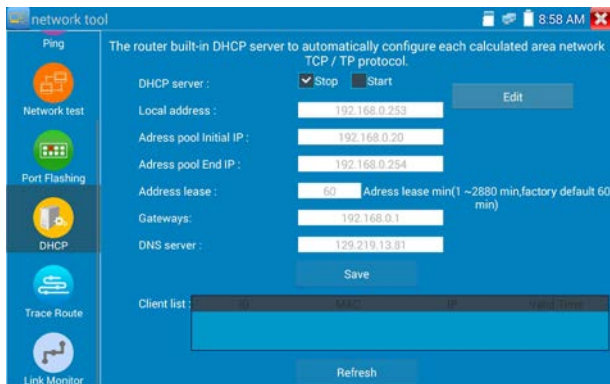 network tool
8:58 AM
Ping
Network test
Port Flashing
DHCP
Trace Route
Link Monitor
The router built-in DHCP server to automatically configure each calculated area network
TCP / TP protocol.
DHCP server :
Stop
Start
Edit
Local address :
192.168.0.253
Adress pool Initial IP :
192.168.0.20
Adress pool End IP :
192.168.0.254
Address lease :
60
Adress lease min(1 ~2880 min,factory default 60
min)
Gateways:
192.168.0.1
DNS server :
129.219.13.81
Save
Client list :
ID
MAC
IP
Valid Time
Refresh